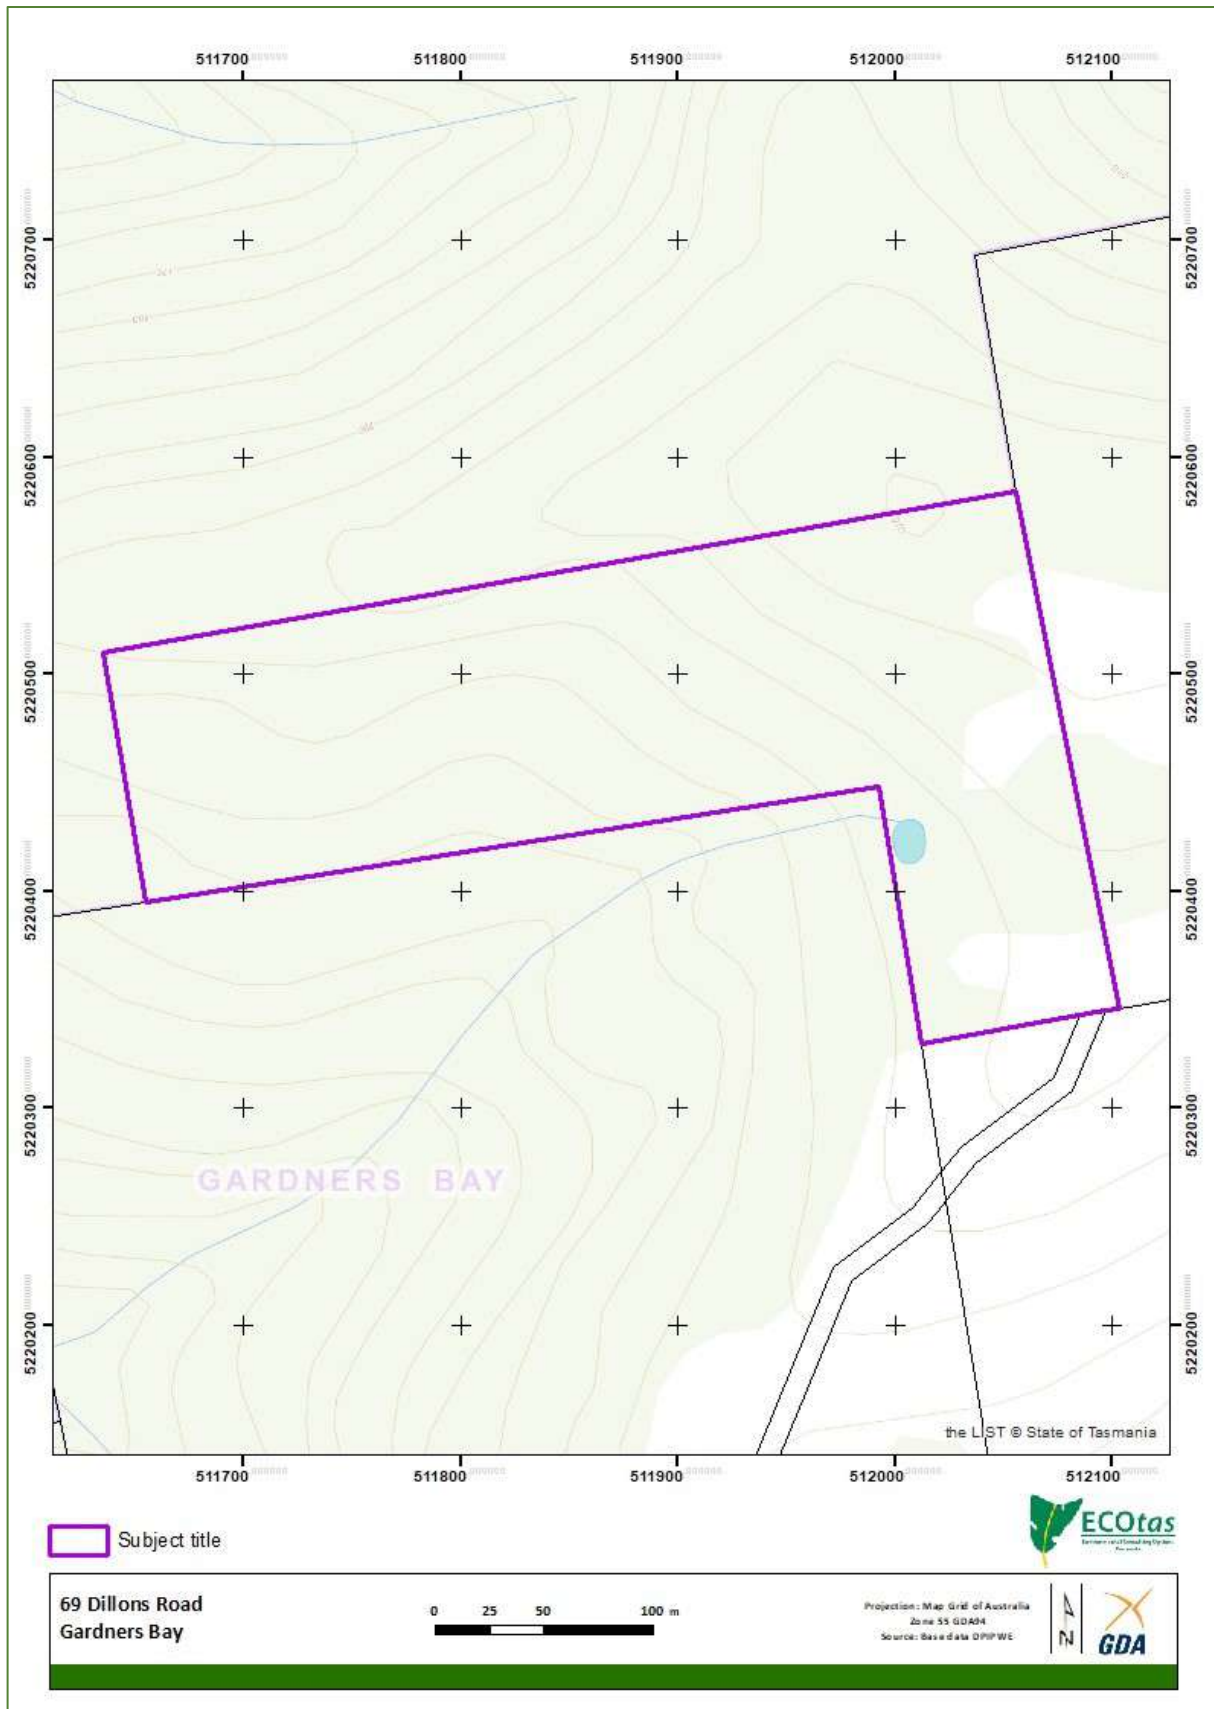 511700 511800 511900 512000 512100
5220700 5220700
5220600 5220600
5220500 5220500
5220400 5220400
5220300 5220300
GARDNERS BAY
5220200 5220200
the LIST © State of Tasmania
511700 511800 511900 512000 512100
Subject title
ECOtas
69 Dillons Road
Gardners Bay
0 25 50 100 m
Projection: Map Grid of Australia
Zone 55 GDA94
Source: Base data DPIPWE
N
GDA